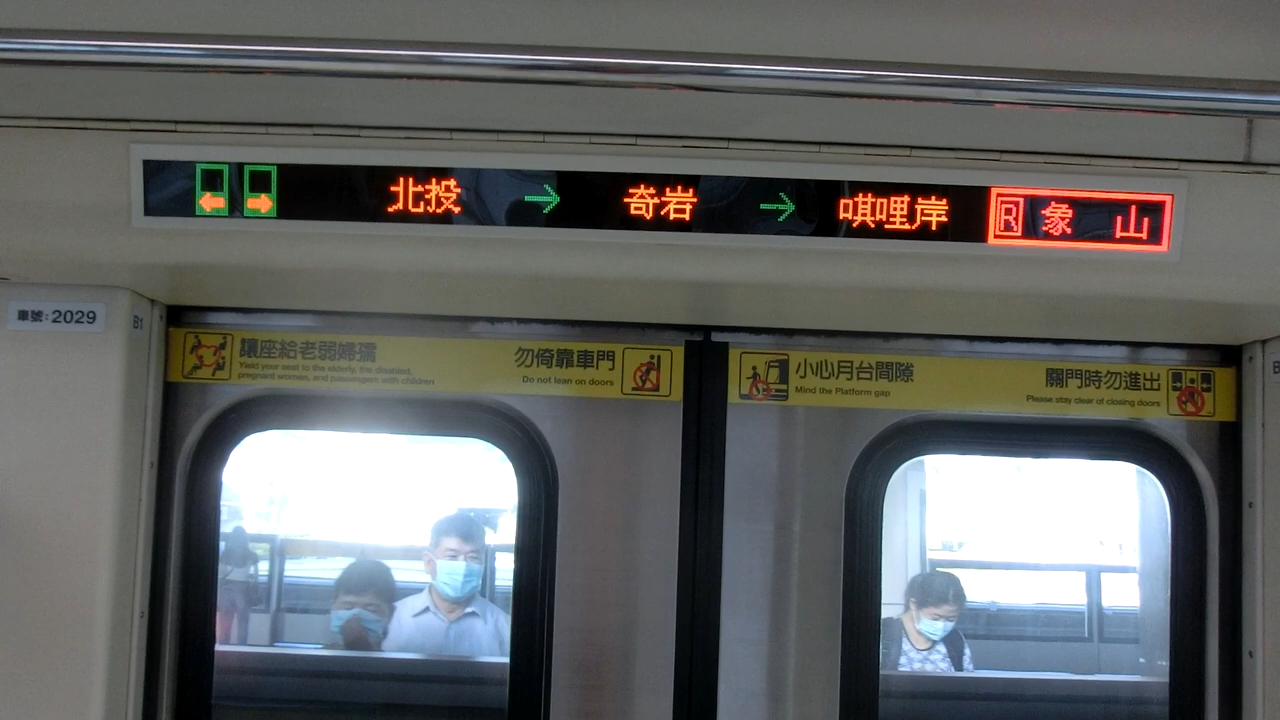 北投 → 奇岩 → 唭哩岸 R 象 山
車號:2029
B1
讓座給老弱婦孺
Yield your seat to the elderly, the disabled,
pregnant women, and passengers with children
勿倚靠車門
Do not lean on doors
小心月台間隙
Mind the Platform gap
關門時勿進出
Please stay clear of closing doors